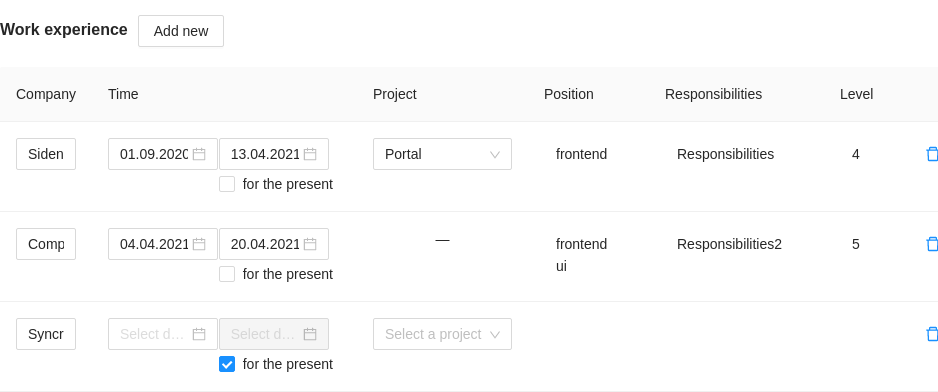 Work experience Add new
Company Time Project Position Responsibilities Level
Siden 01.09.2020 13.04.2021 Portal frontend Responsibilities 4
for the present
Comp 04.04.2021 20.04.2021 — frontend Responsibilities2 5
ui
for the present
Syncr Select d... Select d... Select a project
for the present